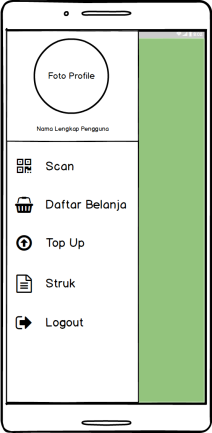 Foto Profile
Nama Lengkap Pengguna
Scan
Daftar Belanja
Top Up
Struk
Logout